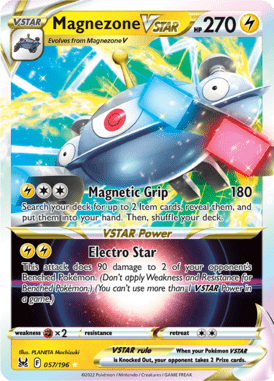 VSTAR Magnezone VSTAR HP 270
Evolves from Magnezone V
Magnetic Grip 180
Search your deck for up to 2 Item cards, reveal them, and
put them into your hand. Then, shuffle your deck.
VSTAR Power
Electro Star
This attack does 90 damage to 2 of your opponent's
Benched Pokémon. (Don't apply Weakness and Resistance for
Benched Pokémon.) (You can't use more than 1 VSTAR Power in
a game.)
weakness ×2 resistance retreat
Illus. PLANETA Mochizuki
VSTAR rule When your Pokémon VSTAR
is Knocked Out, your opponent takes 2 Prize cards.
F 057/196
©2022 Pokémon / Nintendo / Creatures / GAME FREAK